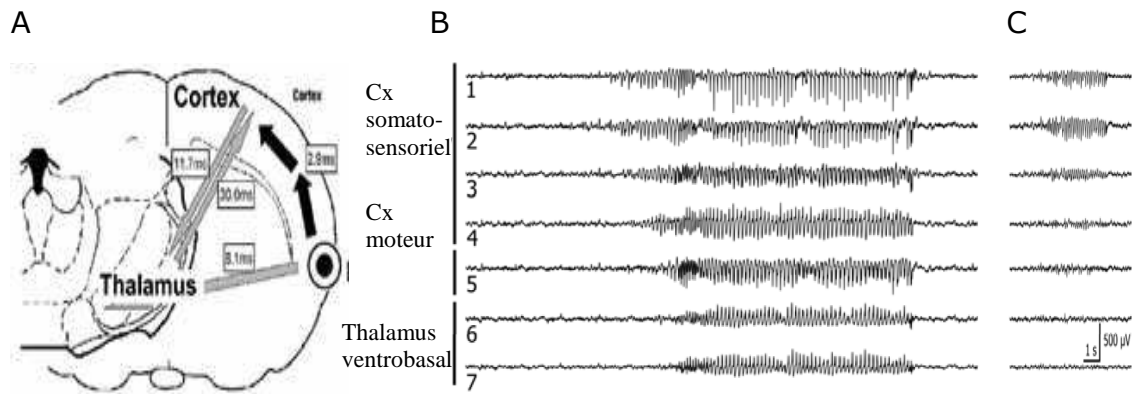 A
B
C
Cortex
Cortex
11.7ms
2.9ms
30.0ms
8.1ms
Thalamus
Cx
somato-
sensoriel
Cx
moteur
Thalamus
ventrobasal
1
2
3
4
5
6
7
1 s
500 µV